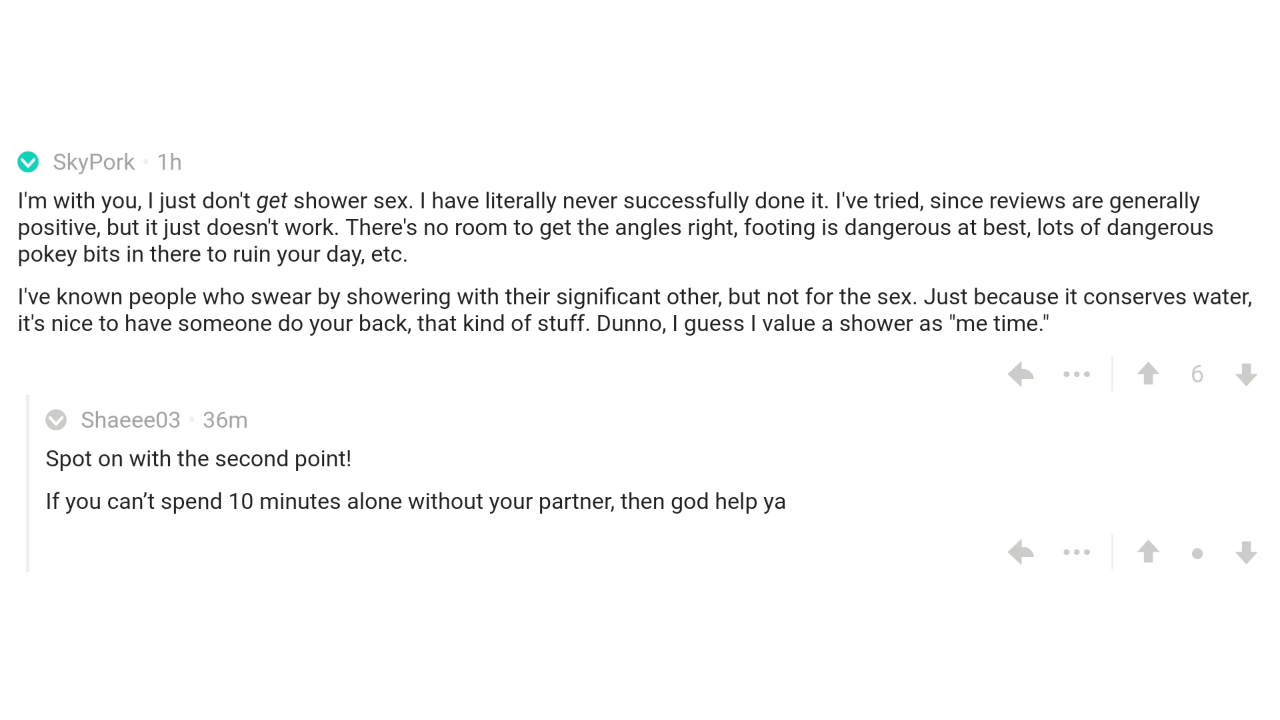 SkyPork · 1h
I'm with you, I just don't get shower sex. I have literally never successfully done it. I've tried, since reviews are generally
positive, but it just doesn't work. There's no room to get the angles right, footing is dangerous at best, lots of dangerous
pokey bits in there to ruin your day, etc.
I've known people who swear by showering with their significant other, but not for the sex. Just because it conserves water,
it's nice to have someone do your back, that kind of stuff. Dunno, I guess I value a shower as "me time."
6
Shaeee03 · 36m
Spot on with the second point!
If you can’t spend 10 minutes alone without your partner, then god help ya